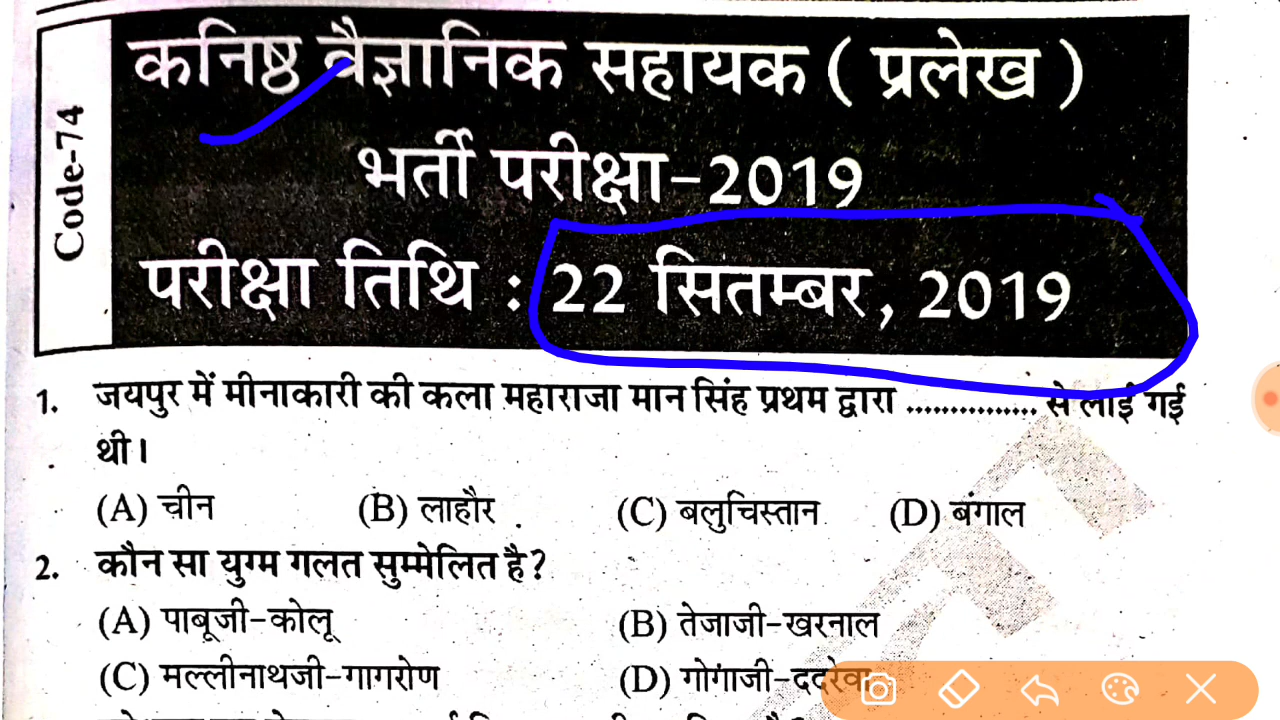 Code-74
कनिष्ठ वैज्ञानिक सहायक ( प्रलेख )
भर्ती परीक्षा-2019
परीक्षा तिथि : 22 सितम्बर, 2019
1. जयपुर में मीनाकारी की कला महाराजा मान सिंह प्रथम द्वारा ................ से लाई गई
थी।
(A) चीन (B) लाहौर (C) बलुचिस्तान (D) बंगाल
2. कौन सा युग्म गलत सुम्मेलित है?
(A) पाबूजी-कोलू (B) तेजाजी-खरनाल
(C) मल्लीनाथजी-गागरोण (D) गोगाजी-ददरेवा